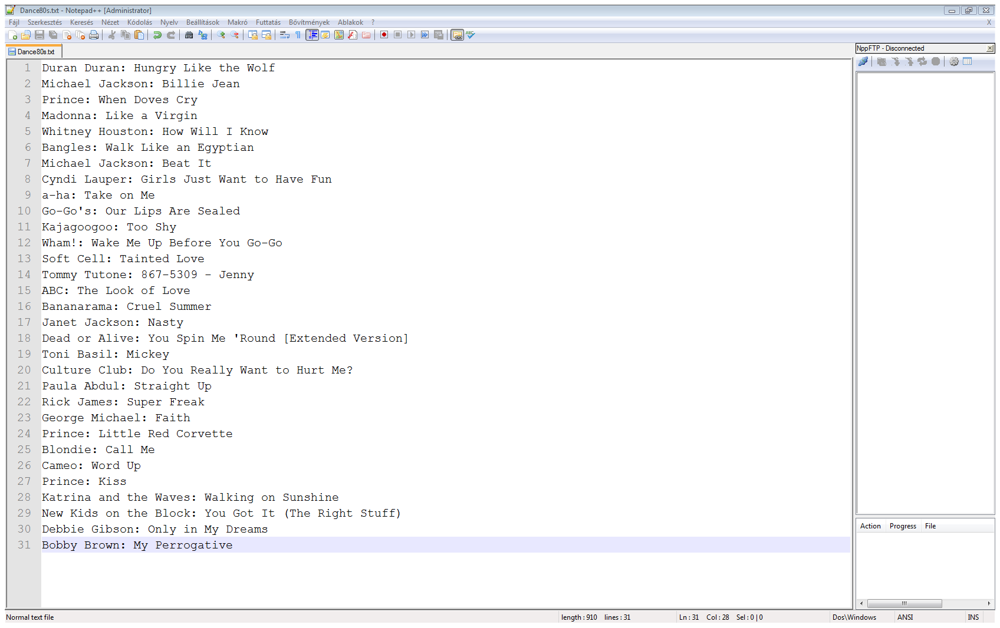 Dance80s.txt - Notepad++ [Administrator]
Fájl Szerkesztés Keresés Nézet Kódolás Nyelv Beállítások Makró Futtatás Bővítmények Ablakok ? X
Dance80s.txt
NppFTP - Disconnected
1 Duran Duran: Hungry Like the Wolf
2 Michael Jackson: Billie Jean
3 Prince: When Doves Cry
4 Madonna: Like a Virgin
5 Whitney Houston: How Will I Know
6 Bangles: Walk Like an Egyptian
7 Michael Jackson: Beat It
8 Cyndi Lauper: Girls Just Want to Have Fun
9 a-ha: Take on Me
10 Go-Go's: Our Lips Are Sealed
11 Kajagoogoo: Too Shy
12 Wham!: Wake Me Up Before You Go-Go
13 Soft Cell: Tainted Love
14 Tommy Tutone: 867-5309 - Jenny
15 ABC: The Look of Love
16 Bananarama: Cruel Summer
17 Janet Jackson: Nasty
18 Dead or Alive: You Spin Me 'Round [Extended Version]
19 Toni Basil: Mickey
20 Culture Club: Do You Really Want to Hurt Me?
21 Paula Abdul: Straight Up
22 Rick James: Super Freak
23 George Michael: Faith
24 Prince: Little Red Corvette
25 Blondie: Call Me
26 Cameo: Word Up
27 Prince: Kiss
28 Katrina and the Waves: Walking on Sunshine
29 New Kids on the Block: You Got It (The Right Stuff)
30 Debbie Gibson: Only in My Dreams
31 Bobby Brown: My Perrogative
Action Progress File
Normal text file length : 910 lines : 31 Ln : 31 Col : 28 Sel : 0 | 0 Dos\Windows ANSI INS